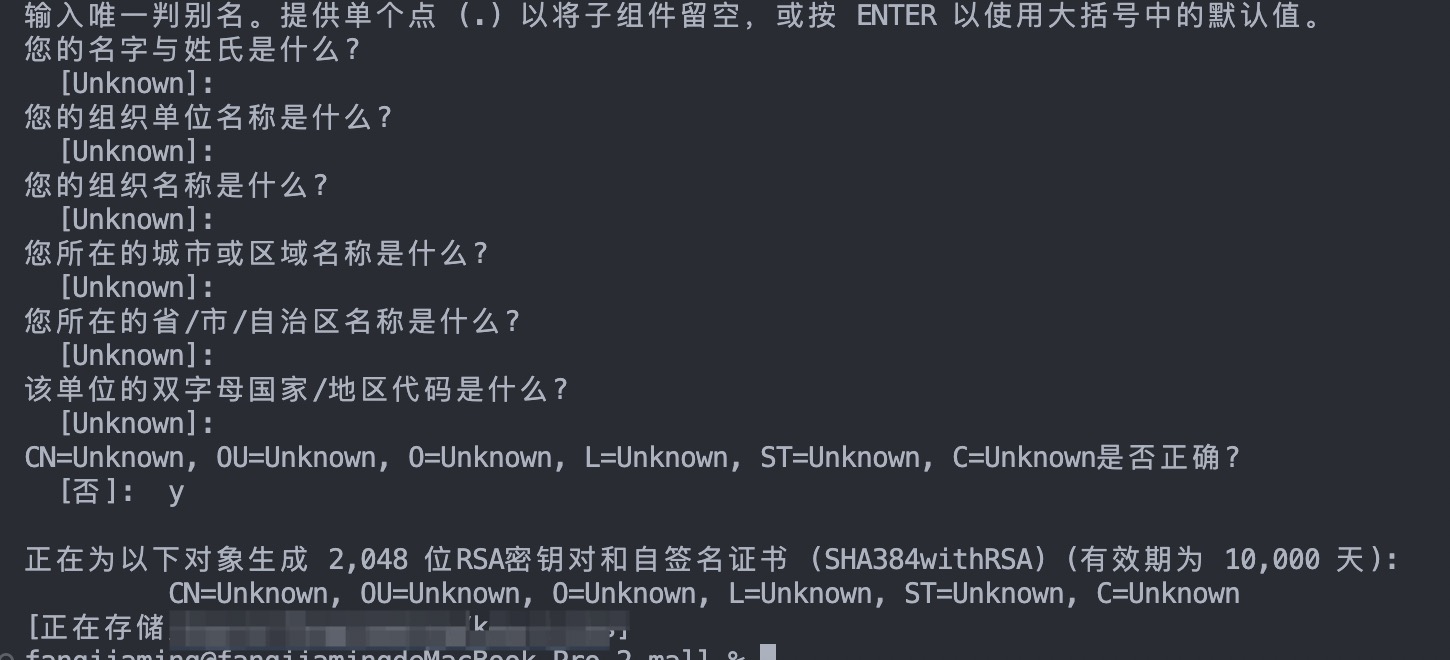 输入唯一判别名。提供单个点 (.) 以将子组件留空, 或按 ENTER 以使用大括号中的默认值。
您的名字与姓氏是什么?
[Unknown]:
您的组织单位名称是什么?
[Unknown]:
您的组织名称是什么?
[Unknown]:
您所在的城市或区域名称是什么?
[Unknown]:
您所在的省/市/自治区名称是什么?
[Unknown]:
该单位的双字母国家/地区代码是什么?
[Unknown]:
CN=Unknown, OU=Unknown, O=Unknown, L=Unknown, ST=Unknown, C=Unknown是否正确?
[否]: y
正在为以下对象生成 2,048 位RSA密钥对和自签名证书 (SHA384withRSA) (有效期为 10,000 天):
CN=Unknown, OU=Unknown, O=Unknown, L=Unknown, ST=Unknown, C=Unknown
[正在存储 /k ]
fangjiaming@fangjiamingdeMacBook-Pro-2 mall %